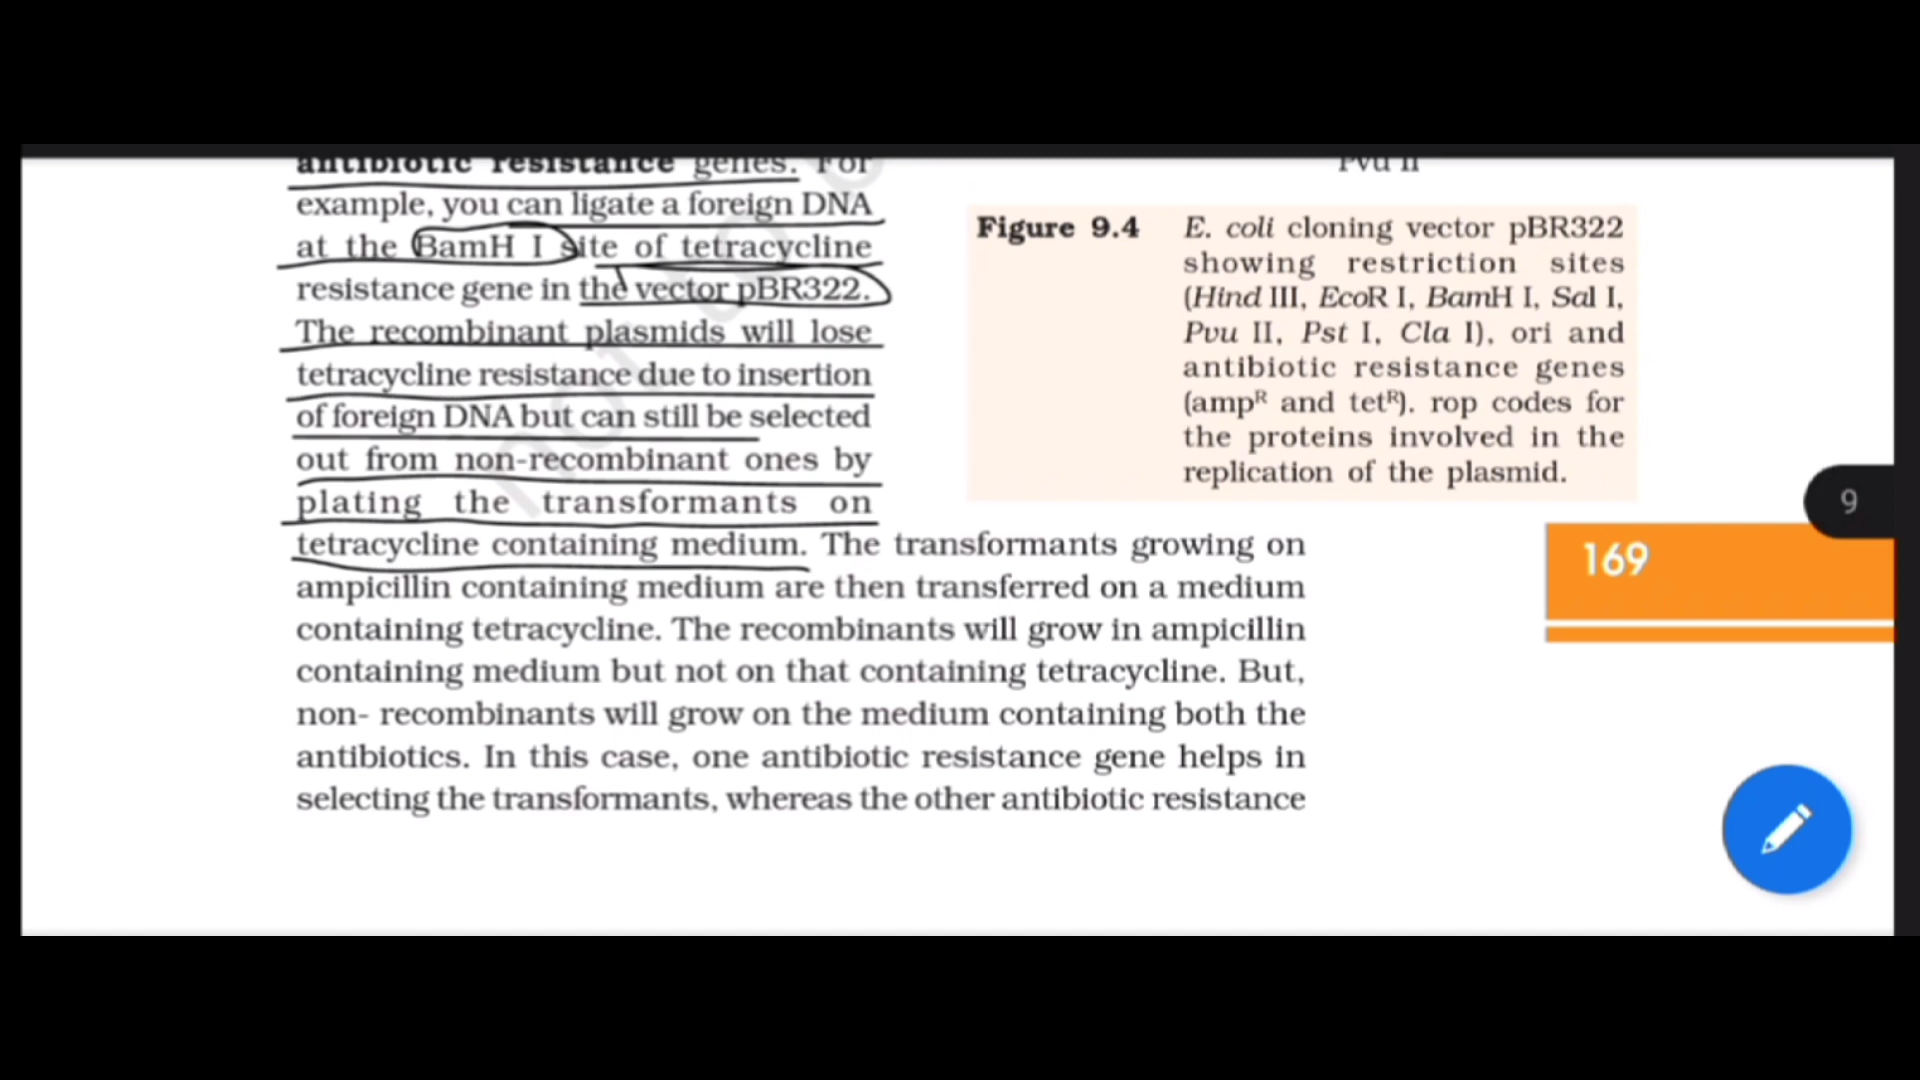 antibiotic resistance genes. For
example, you can ligate a foreign DNA
at the BamH I site of tetracycline
resistance gene in the vector pBR322.
The recombinant plasmids will lose
tetracycline resistance due to insertion
of foreign DNA but can still be selected
out from non-recombinant ones by
plating the transformants on
tetracycline containing medium. The transformants growing on
ampicillin containing medium are then transferred on a medium
containing tetracycline. The recombinants will grow in ampicillin
containing medium but not on that containing tetracycline. But,
non- recombinants will grow on the medium containing both the
antibiotics. In this case, one antibiotic resistance gene helps in
selecting the transformants, whereas the other antibiotic resistance
Pvu II
Figure 9.4 E. coli cloning vector pBR322
showing restriction sites
(Hind III, EcoR I, BamH I, Sal I,
Pvu II, Pst I, Cla I), ori and
antibiotic resistance genes
(ampᴿ and tetᴿ). rop codes for
the proteins involved in the
replication of the plasmid.
9
169
not